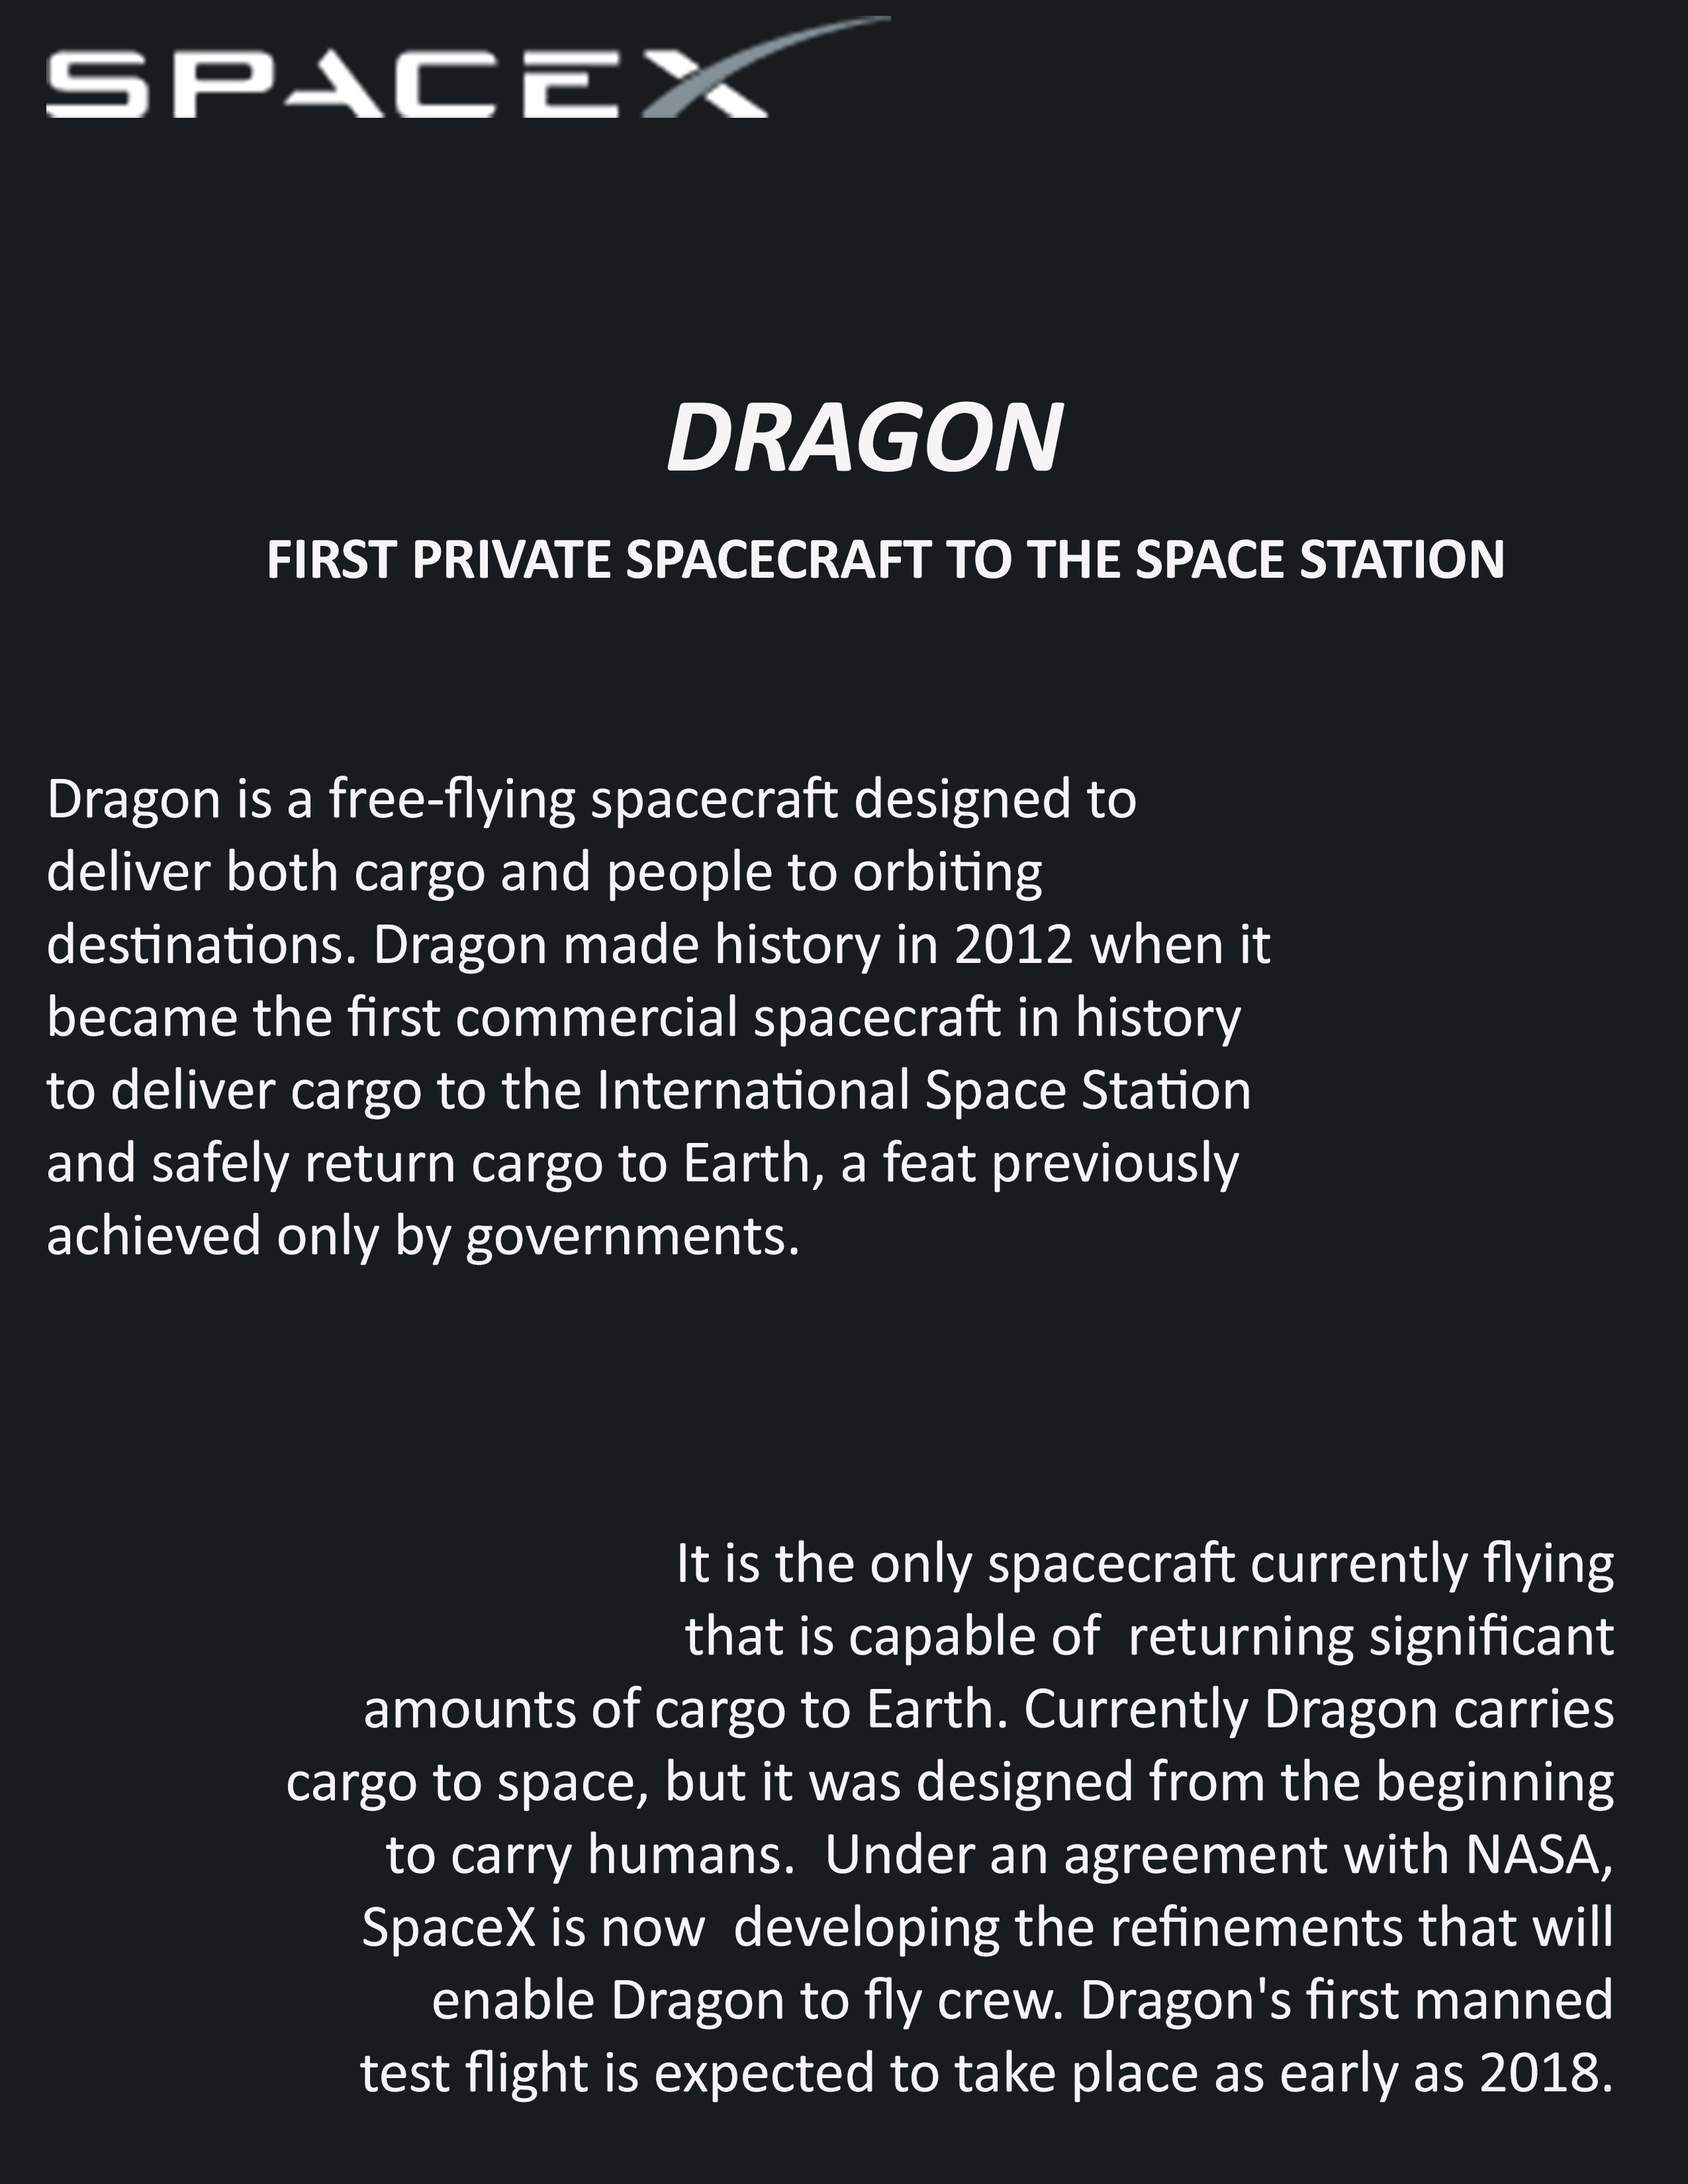 SPACEX
DRAGON
FIRST PRIVATE SPACECRAFT TO THE SPACE STATION
Dragon is a free-flying spacecraft designed to
deliver both cargo and people to orbiting
destinations. Dragon made history in 2012 when it
became the first commercial spacecraft in history
to deliver cargo to the International Space Station
and safely return cargo to Earth, a feat previously
achieved only by governments.
It is the only spacecraft currently flying
that is capable of  returning significant
amounts of cargo to Earth. Currently Dragon carries
cargo to space, but it was designed from the beginning
to carry humans.  Under an agreement with NASA,
SpaceX is now  developing the refinements that will
enable Dragon to fly crew. Dragon's first manned
test flight is expected to take place as early as 2018.